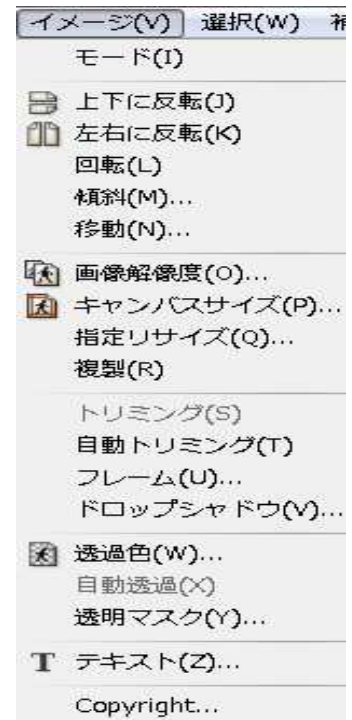 イメージ(V) 選択(W) 補
モード(I)
上下に反転(J)
左右に反転(K)
回転(L)
傾斜(M)...
移動(N)...
画像解像度(O)...
キャンバスサイズ(P)...
指定リサイズ(Q)...
複製(R)
トリミング(S)
自動トリミング(T)
フレーム(U)...
ドロップシャドウ(V)...
透過色(W)...
自動透過(X)
透明マスク(Y)...
T テキスト(Z)...
Copyright...